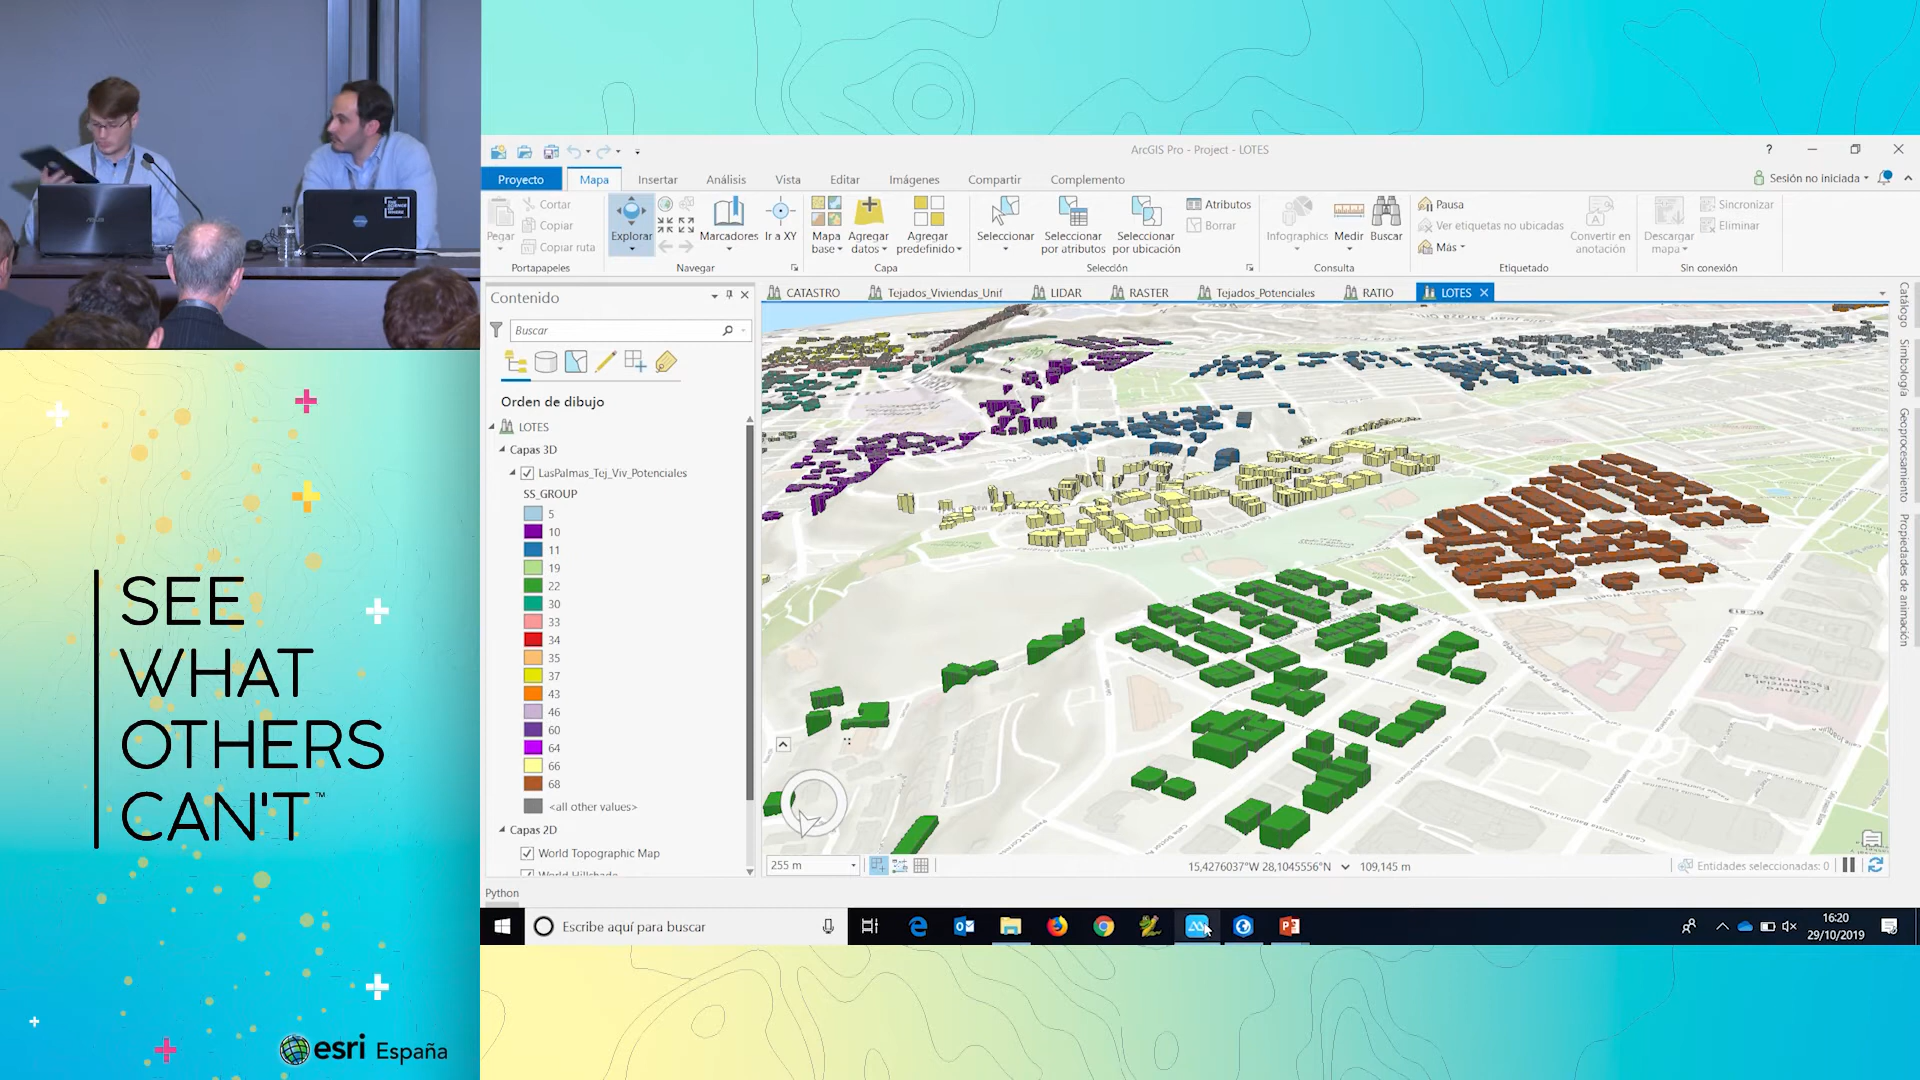 ArcGIS Pro - Project - LOTES
?
Proyecto
Mapa
Insertar
Análisis
Vista
Editar
Imágenes
Compartir
Complemento
Sesión no iniciada
Pegar
Cortar
Copiar
Copiar ruta
Portapapeles
Explorar
Marcadores
Ir a XY
Navegar
Mapa base
Agregar datos
Agregar predefinido
Capa
Seleccionar
Seleccionar por atributos
Seleccionar por ubicación
Atributos
Borrar
Selección
Infographics
Medir
Buscar
Consulta
Pausa
Ver etiquetas no ubicadas
Más
Convertir en anotación
Etiquetado
Descargar mapa
Sincronizar
Eliminar
Sin conexión
Contenido
CATASTRO
Tejados_Viviendas_Unif
LIDAR
RASTER
Tejados_Potenciales
RATIO
LOTES
Buscar
Orden de dibujo
LOTES
Capas 3D
LasPalmas_Tej_Viv_Potenciales
SS_GROUP
5
10
11
19
22
30
33
34
35
37
43
46
60
64
66
68
<all other values>
Capas 2D
World Topographic Map
World Hillshade
Catálogo
Simbología
Geoprocesamiento
Propiedades de animación
255 m
15,4276037°W 28,1045556°N
109,145 m
Entidades seleccionadas: 0
Python
Escribe aquí para buscar
16:20
29/10/2019
SEE
WHAT
OTHERS
CAN'T™
esri España